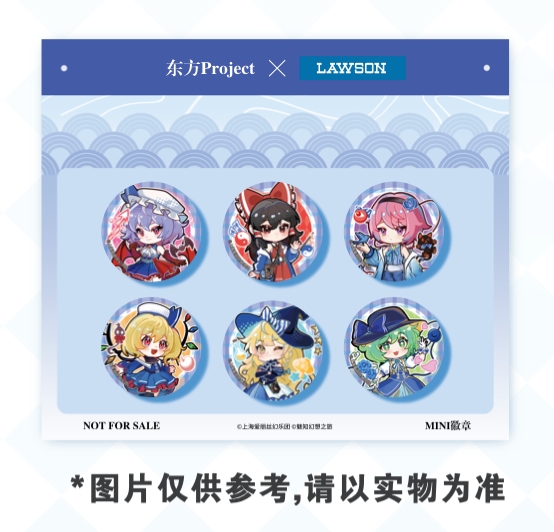 东方Project × LAWSON
NOT FOR SALE
©上海爱丽丝幻乐团 ©魅知幻想之旅
MINI徽章
*图片仅供参考,请以实物为准